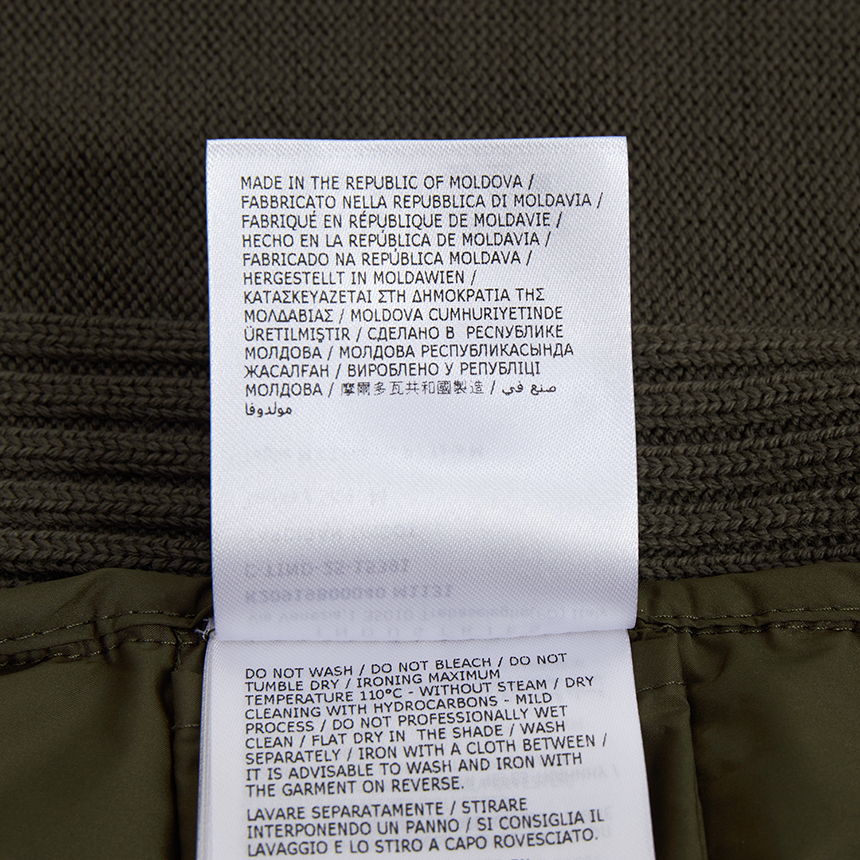 MADE IN THE REPUBLIC OF MOLDOVA /
FABBRICATO NELLA REPUBBLICA DI MOLDAVIA /
FABRIQUÉ EN RÉPUBLIQUE DE MOLDAVIE /
HECHO EN LA REPÚBLICA DE MOLDAVIA /
FABRICADO NA REPÚBLICA MOLDAVA /
HERGESTELLT IN MOLDAWIEN /
ΚΑΤΑΣΚΕΥΑΖΕΤΑΙ ΣΤΗ ΔΗΜΟΚΡΑΤΙΑ ΤΗΣ
ΜΟΛΔΑΒΙΑΣ / MOLDOVA CUMHURIYETINDE
ÜRETILMIŞTIR / СДЕЛАНО В РЕСПУБЛИКЕ
МОЛДОВА / МОЛДОВА РЕСПУБЛИКАСЫНДА
ЖАСАЛҒАН / ВИРОБЛЕНО У РЕПУБЛІЦІ
МОЛДОВА / 摩爾多瓦共和國製造 / صنع في
مولدوفا
K20919800040 M1131
DO NOT WASH / DO NOT BLEACH / DO NOT
TUMBLE DRY / IRONING MAXIMUM
TEMPERATURE 110°C - WITHOUT STEAM / DRY
CLEANING WITH HYDROCARBONS - MILD
PROCESS / DO NOT PROFESSIONALLY WET
CLEAN / FLAT DRY IN THE SHADE / WASH
SEPARATELY / IRON WITH A CLOTH BETWEEN /
IT IS ADVISABLE TO WASH AND IRON WITH
THE GARMENT ON REVERSE.
LAVARE SEPARATAMENTE / STIRARE
INTERPONENDO UN PANNO / SI CONSIGLIA IL
LAVAGGIO E LO STIRO A CAPO ROVESCIATO.